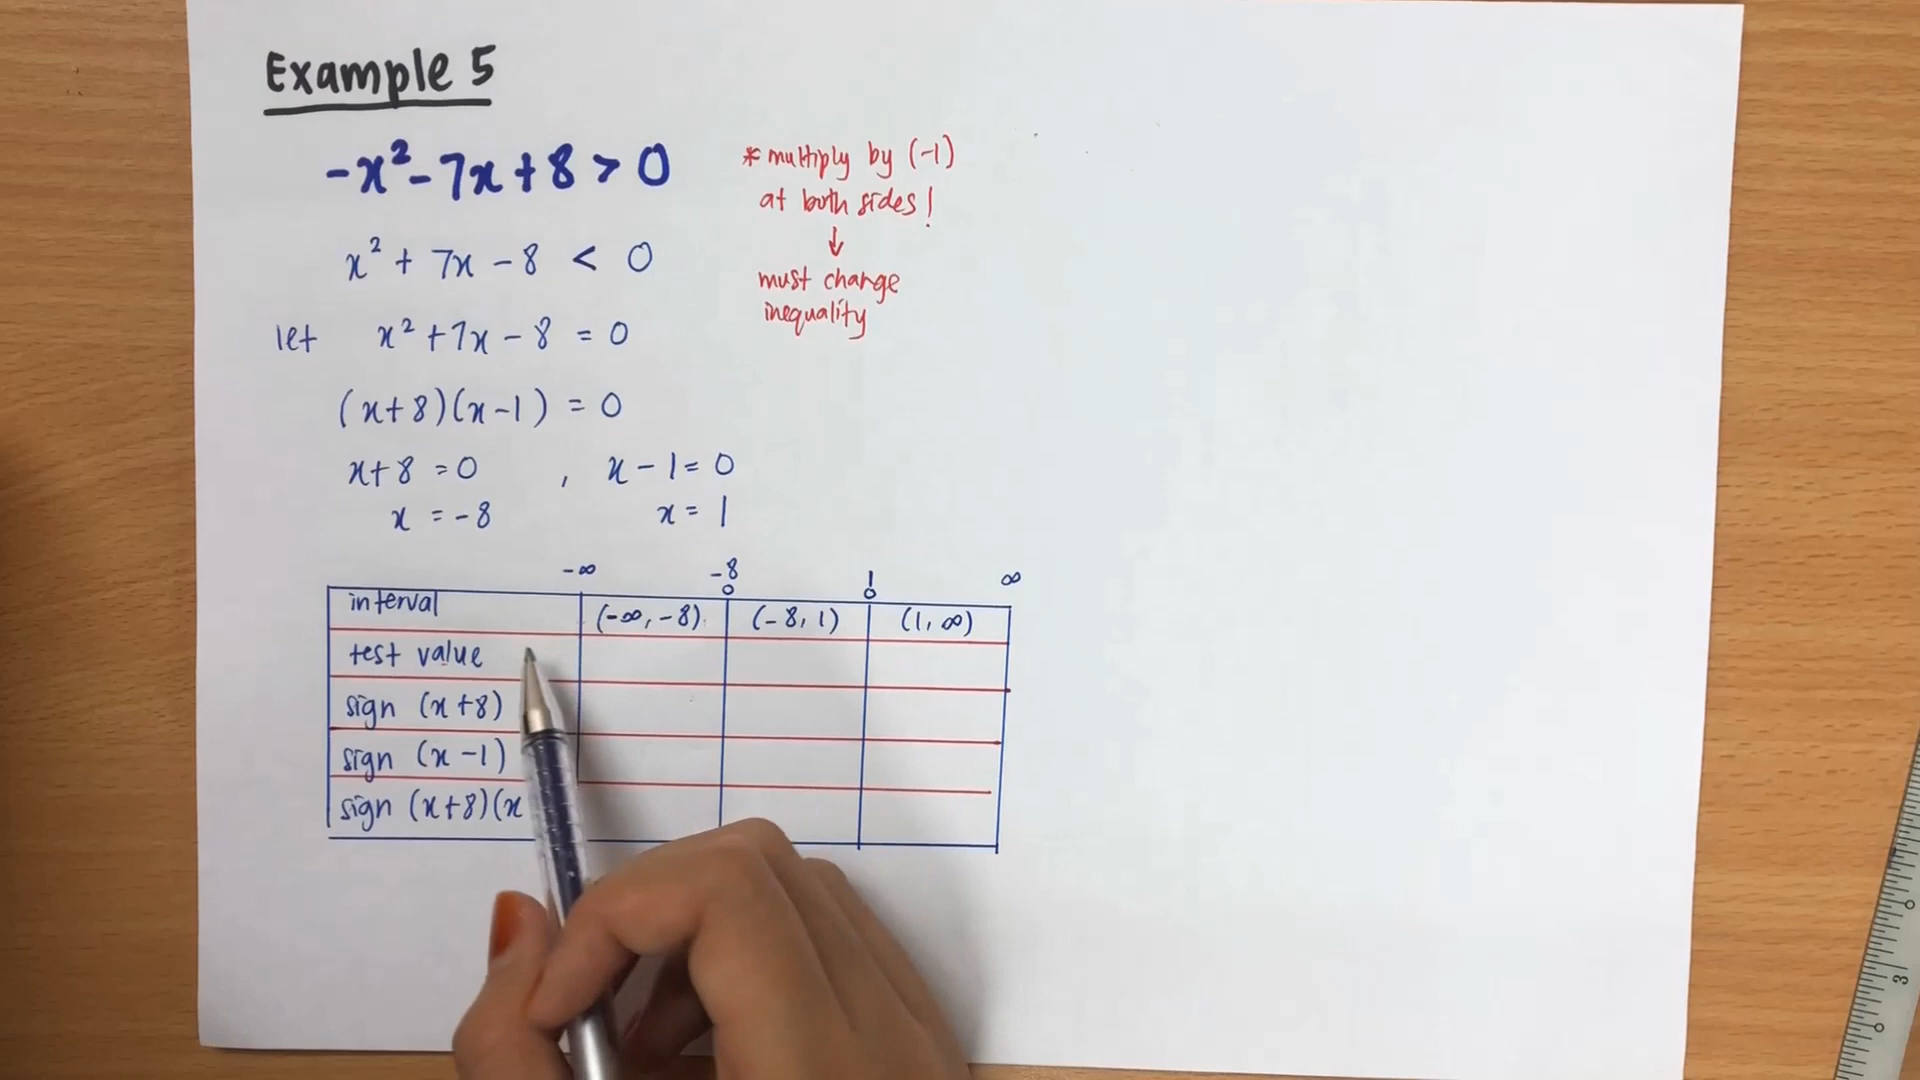 Example 5
-x² - 7x + 8 > 0
* multiply by (-1)
at both sides!
↓
must change
inequality
x² + 7x - 8 < 0
let x² + 7x - 8 = 0
(x+8)(x-1) = 0
x+8 = 0 , x - 1 = 0
x = -8 x = 1
-∞ -8 1 ∞
interval (-∞, -8) (-8, 1) (1, ∞)
test value
sign (x+8)
sign (x-1)
sign (x+8)(x
3